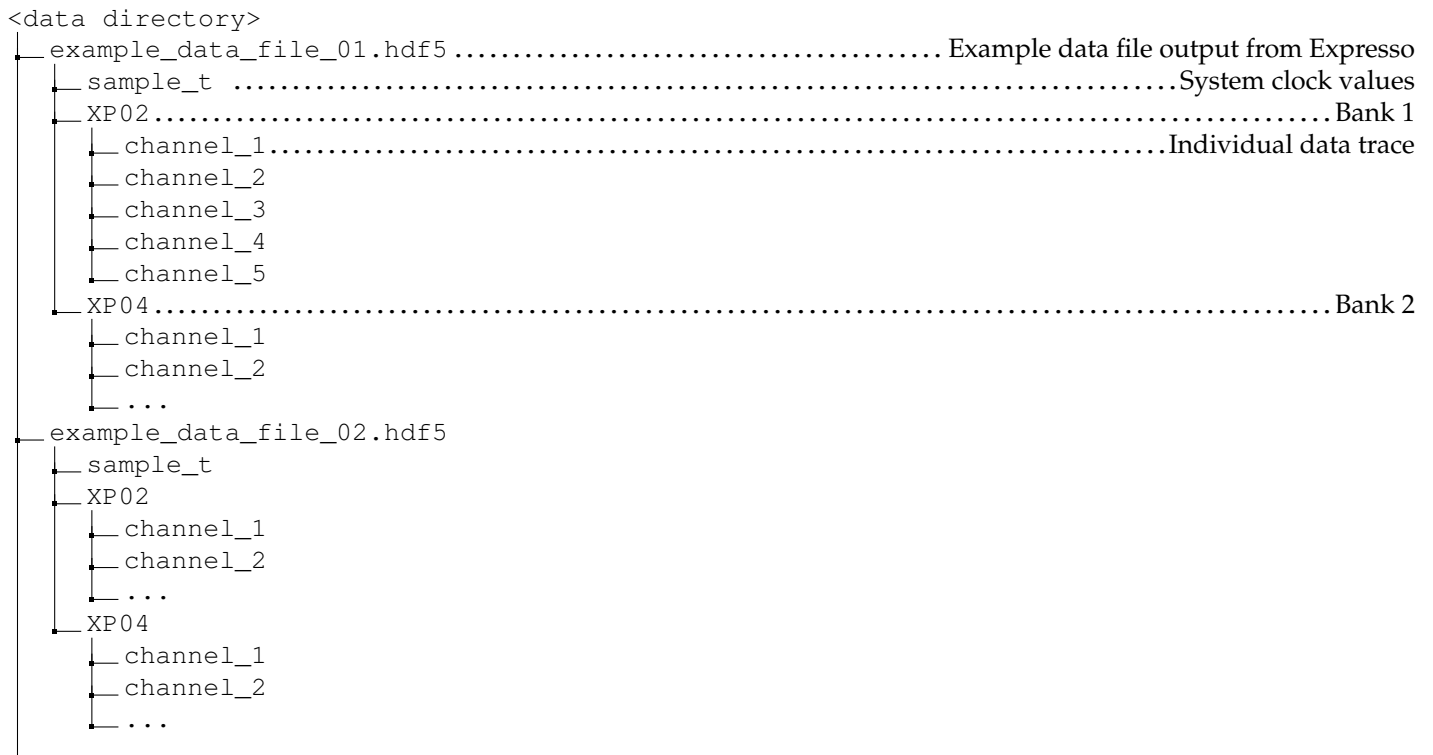 <data directory>
example_data_file_01.hdf5 ........................................ Example data file output from Expresso
sample_t ........................................ System clock values
XP02 ........................................ Bank 1
channel_1 ........................................ Individual data trace
channel_2
channel_3
channel_4
channel_5
XP04 ........................................ Bank 2
channel_1
channel_2
...
example_data_file_02.hdf5
sample_t
XP02
channel_1
channel_2
...
XP04
channel_1
channel_2
...